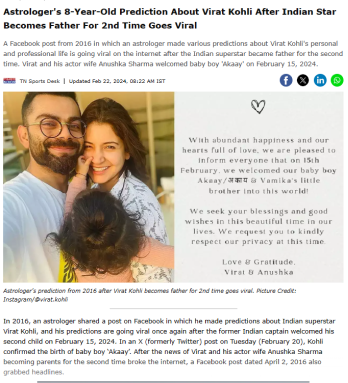 Astrologer's 8-Year-Old Prediction About Virat Kohli After Indian Star
Becomes Father For 2nd Time Goes Viral
A Facebook post from 2016 in which an astrologer made various predictions about Virat Kohli's personal
and professional life is going viral on the internet after the Indian superstar became father for the second
time. Virat and his actor wife Anushka Sharma welcomed baby boy 'Akaay' on February 15, 2024.
TN Sports Desk | Updated Feb 22, 2024, 08:22 AM IST
With abundant happiness and our
hearts full of love, we are pleased to
inform everyone that on 15th
February, we welcomed our baby boy
Akaay/अकाय & Vamika's little
brother into this world!
We seek your blessings and good
wishes in this beautiful time in our
lives. We request you to kindly
respect our privacy at this time.
Love & Gratitude,
Virat & Anushka
Astrologer's prediction from 2016 after Virat Kohli becomes father for 2nd time goes viral. Picture Credit:
Instagram/@virat.kohli
In 2016, an astrologer shared a post on Facebook in which he made predictions about Indian superstar
Virat Kohli, and his predictions are going viral once again after the former Indian captain welcomed his
second child on February 15, 2024. In an X (formerly Twitter) post on Tuesday (February 20), Kohli
confirmed the birth of baby boy 'Akaay'. After the news of Virat and his actor wife Anushka Sharma
becoming parents for the second time broke the internet, a Facebook post dated April 2, 2016 also
grabbed headlines.